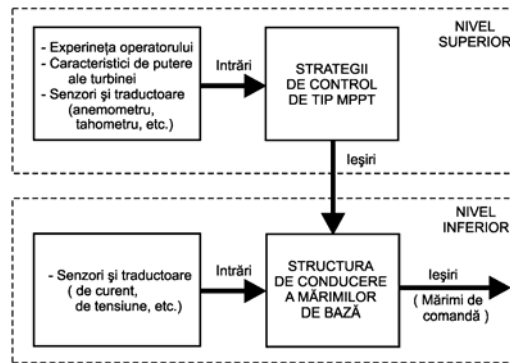 NIVEL
SUPERIOR
- Experineța operatorului
- Caracteristici de putere
ale turbinei
- Senzori și traductoare
(anemometru,
tahometru, etc.)
Intrări
STRATEGII
DE CONTROL
DE TIP MPPT
Ieșiri
NIVEL
INFERIOR
- Senzori și traductoare
( de curent,
de tensiune, etc.)
Intrări
STRUCTURA
DE CONDUCERE
A MĂRIMILOR
DE BAZĂ
Ieșiri
( Mărimi de
comandă )